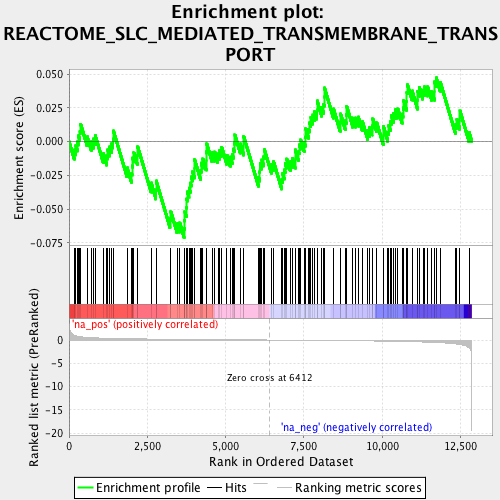 Enrichment plot:
REACTOME_SLC_MEDIATED_TRANSMEMBRANE_TRANS
PORT
Enrichment score (ES)
0.050
0.025
0.000
-0.025
-0.050
-0.075
'na_pos' (positively correlated)
Ranked list metric (PreRanked)
0
-5
-10
-15
-20
Zero cross at 6412
'na_neg' (negatively correlated)
0
2,500
5,000
7,500
10,000
12,500
Rank in Ordered Dataset
Enrichment profile
Hits
Ranking metric scores